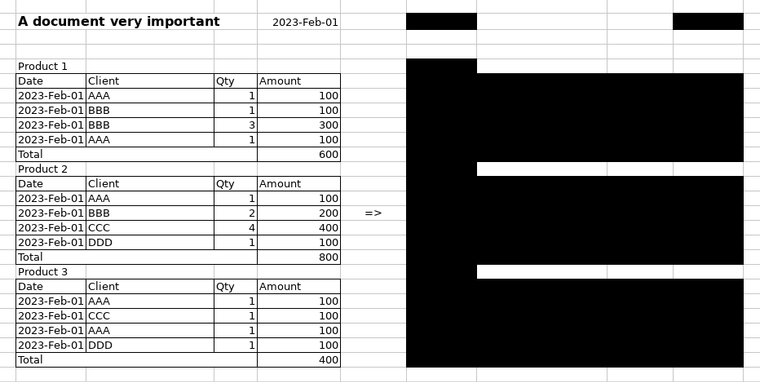 A document very important 2023-Feb-01
Product 1
Date Client Qty Amount
2023-Feb-01 AAA 1 100
2023-Feb-01 BBB 1 100
2023-Feb-01 BBB 3 300
2023-Feb-01 AAA 1 100
Total 600
Product 2
Date Client Qty Amount
2023-Feb-01 AAA 1 100
2023-Feb-01 BBB 2 200 =>
2023-Feb-01 CCC 4 400
2023-Feb-01 DDD 1 100
Total 800
Product 3
Date Client Qty Amount
2023-Feb-01 AAA 1 100
2023-Feb-01 CCC 1 100
2023-Feb-01 AAA 1 100
2023-Feb-01 DDD 1 100
Total 400